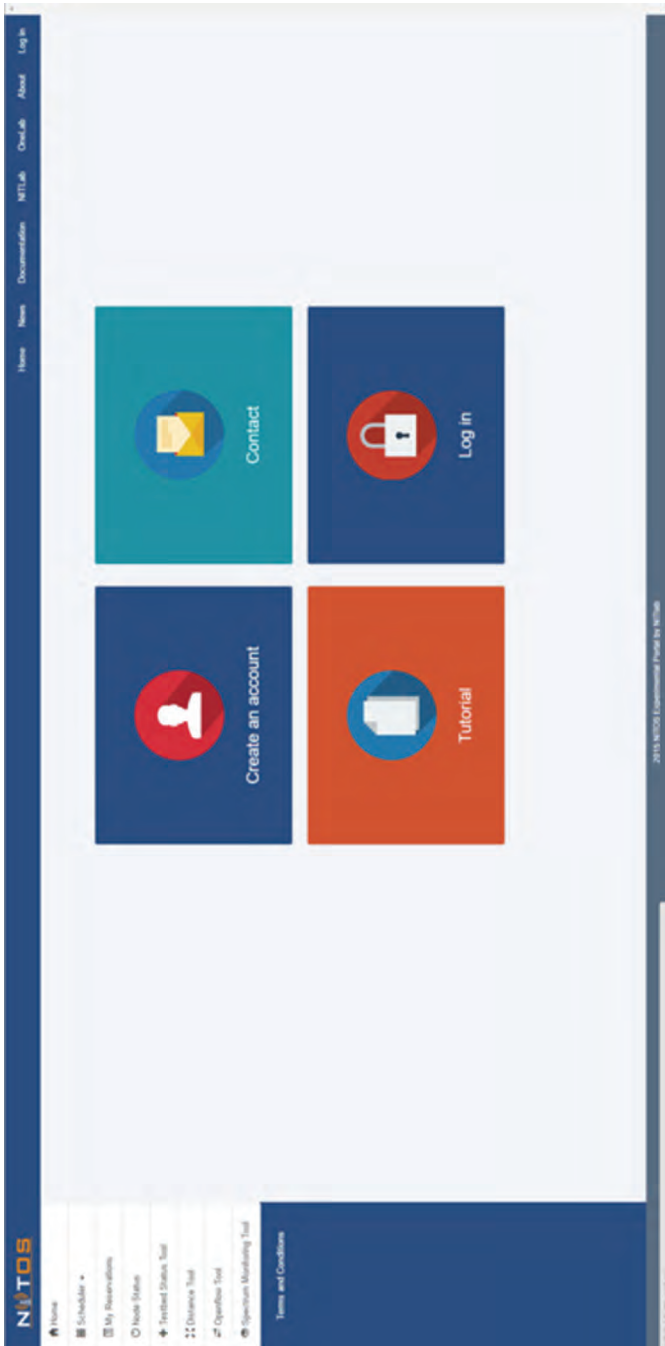 NITOS
Home News Documentation NITLab OneLab About Log in
Home
Scheduler
My Reservations
Node Status
Testbed Status Tool
Distance Tool
Openflow Tool
Spectrum Monitoring Tool
Terms and Conditions
Create an account
Contact
Tutorial
Log in
2015 NITOS Experimental Portal by NITlab